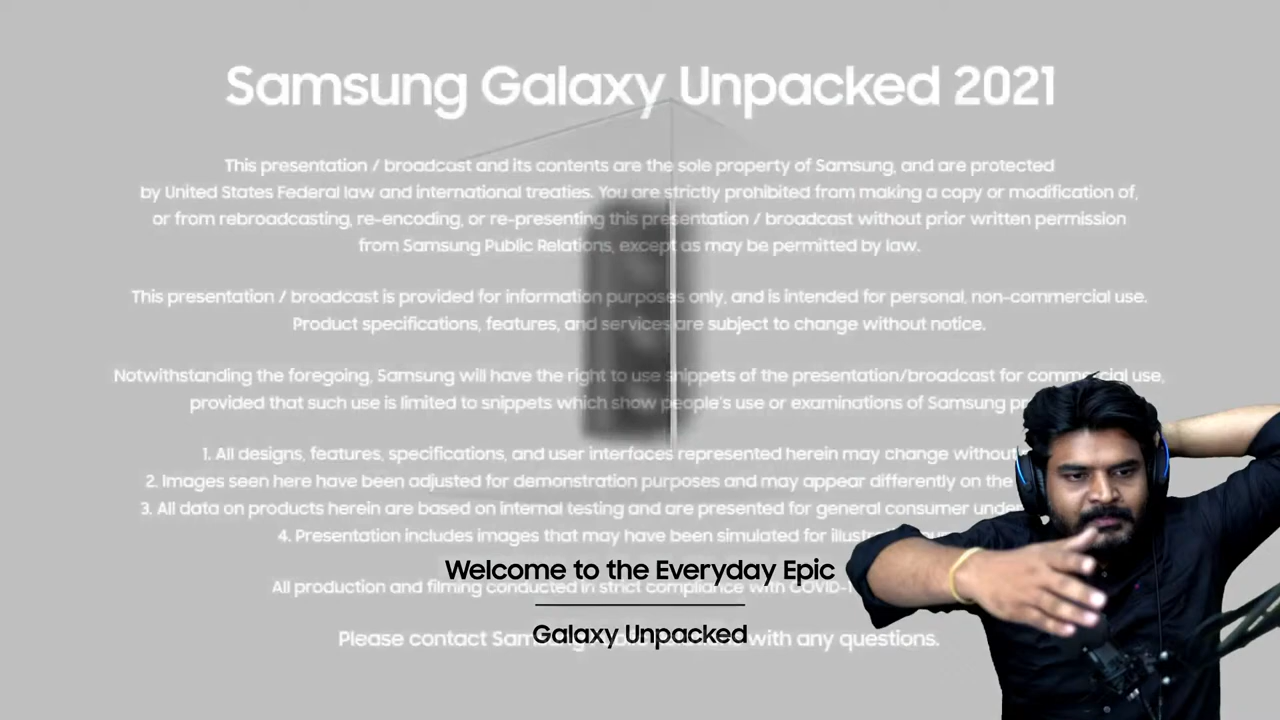 Samsung Galaxy Unpacked 2021
This presentation / broadcast and its contents are the sole property of Samsung, and are protected
by United States Federal law and international treaties. You are strictly prohibited from making a copy or modification of,
or from rebroadcasting, re-encoding, or re-presenting this presentation / broadcast without prior written permission
from Samsung Public Relations, except as may be permitted by law.
This presentation / broadcast is provided for information purposes only, and is intended for personal, non-commercial use.
Product specifications, features, and services are subject to change without notice.
Notwithstanding the foregoing, Samsung will have the right to use snippets of the presentation/broadcast for commercial use,
provided that such use is limited to snippets which show people's use or examinations of Samsung
1. All designs, features, specifications, and user interfaces represented herein may change without
2. Images seen here have been adjusted for demonstration purposes and may appear differently on the
3. All data on products herein are based on internal testing and are presented for general consumer
4. Presentation includes images that may have been simulated for
Welcome to the Everyday Epic
All production and filming conducted in strict compliance with
Galaxy Unpacked
Please contact with any questions.